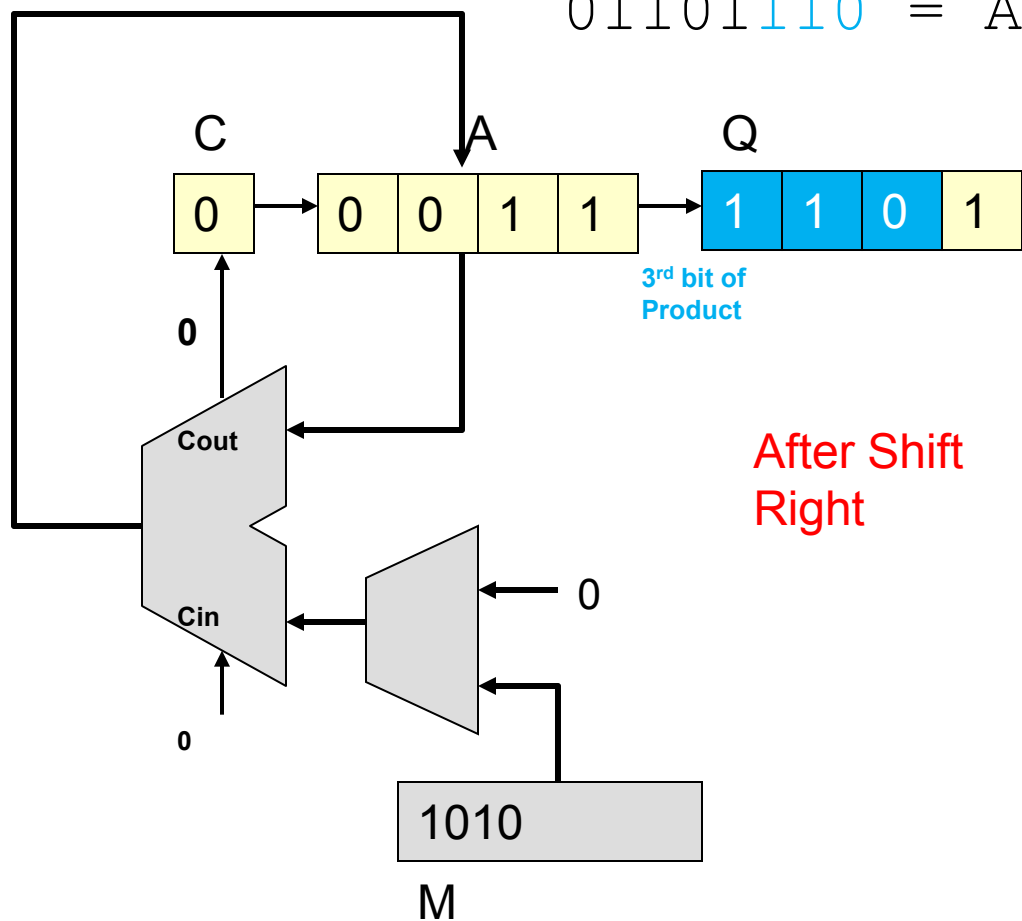 01101110 = A
C
A
Q
0
0 0 1 1
1 1 0 1
3rd bit of
Product
0
Cout
After Shift
Right
0
Cin
0
1010
M